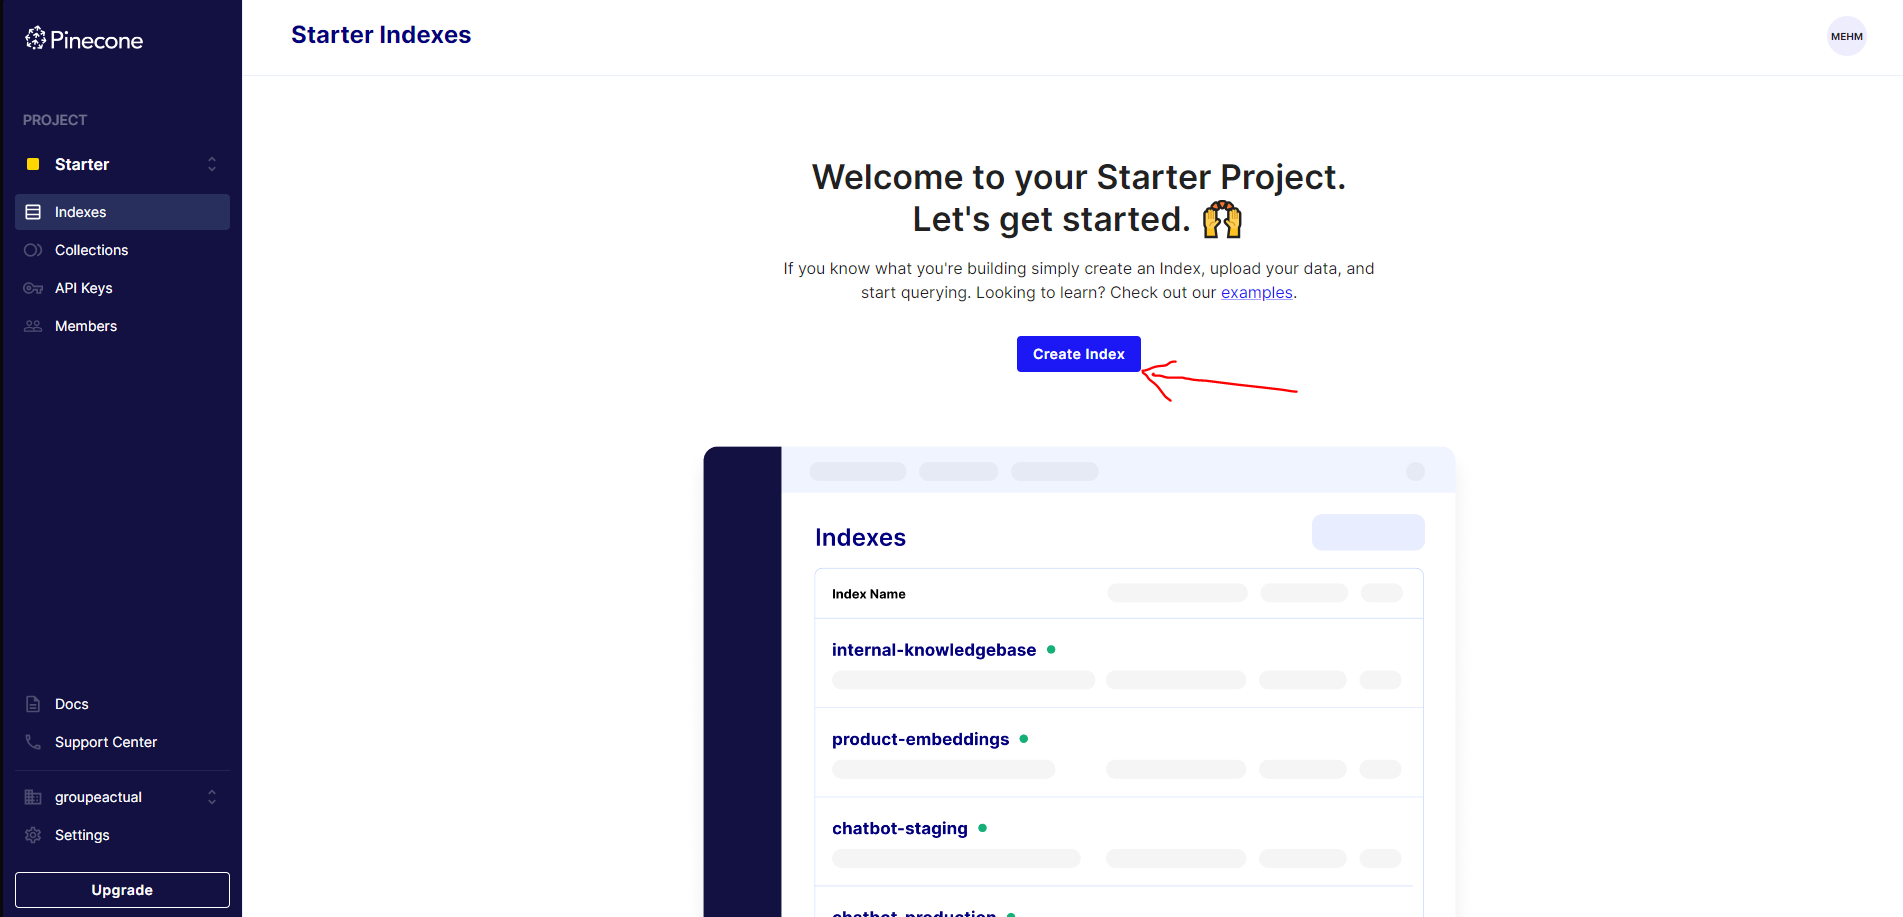 Pinecone
PROJECT
Starter
Indexes
Collections
API Keys
Members
Docs
Support Center
groupeactual
Settings
Upgrade
Starter Indexes
MEHM
Welcome to your Starter Project.
Let's get started. 🙌
If you know what you're building simply create an Index, upload your data, and
start querying. Looking to learn? Check out our examples.
Create Index
Indexes
Index Name
internal-knowledgebase
product-embeddings
chatbot-staging
chatbot-production